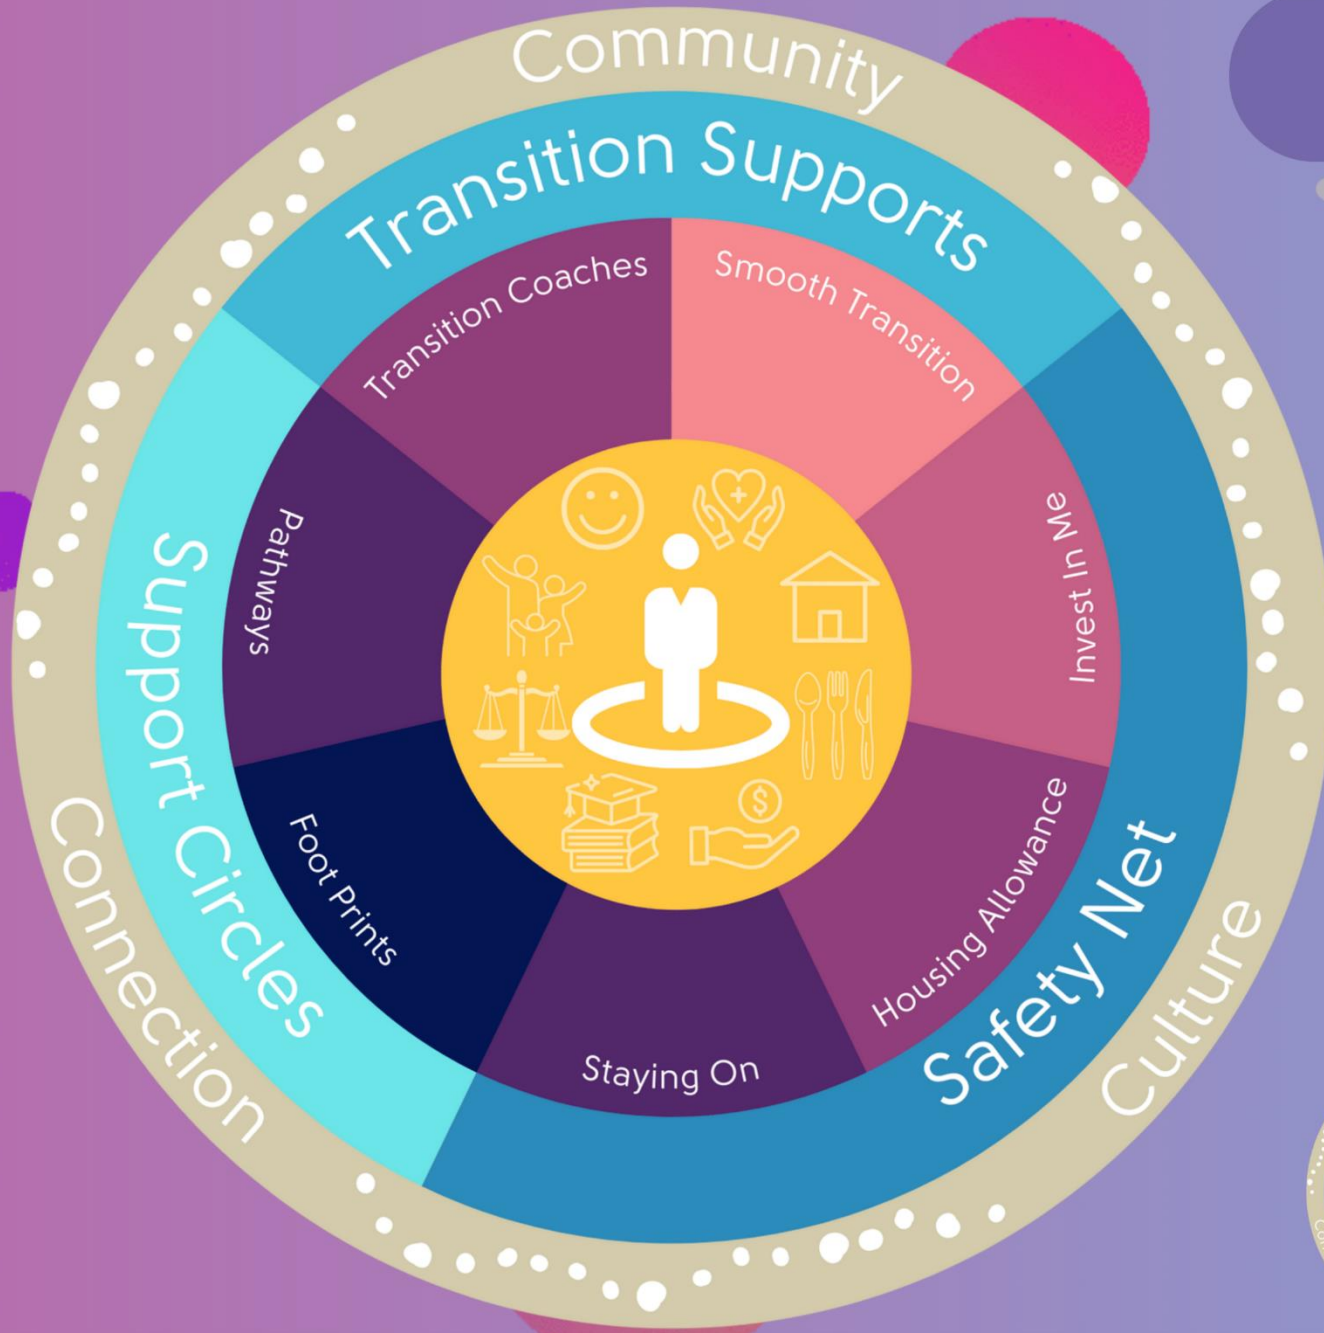 Community
Transition Supports
Transition Coaches
Smooth Transition
Pathways
Invest In Me
Support Circles
Foot Prints
Housing Allowance
Safety Net
Staying On
Connection
Culture
$